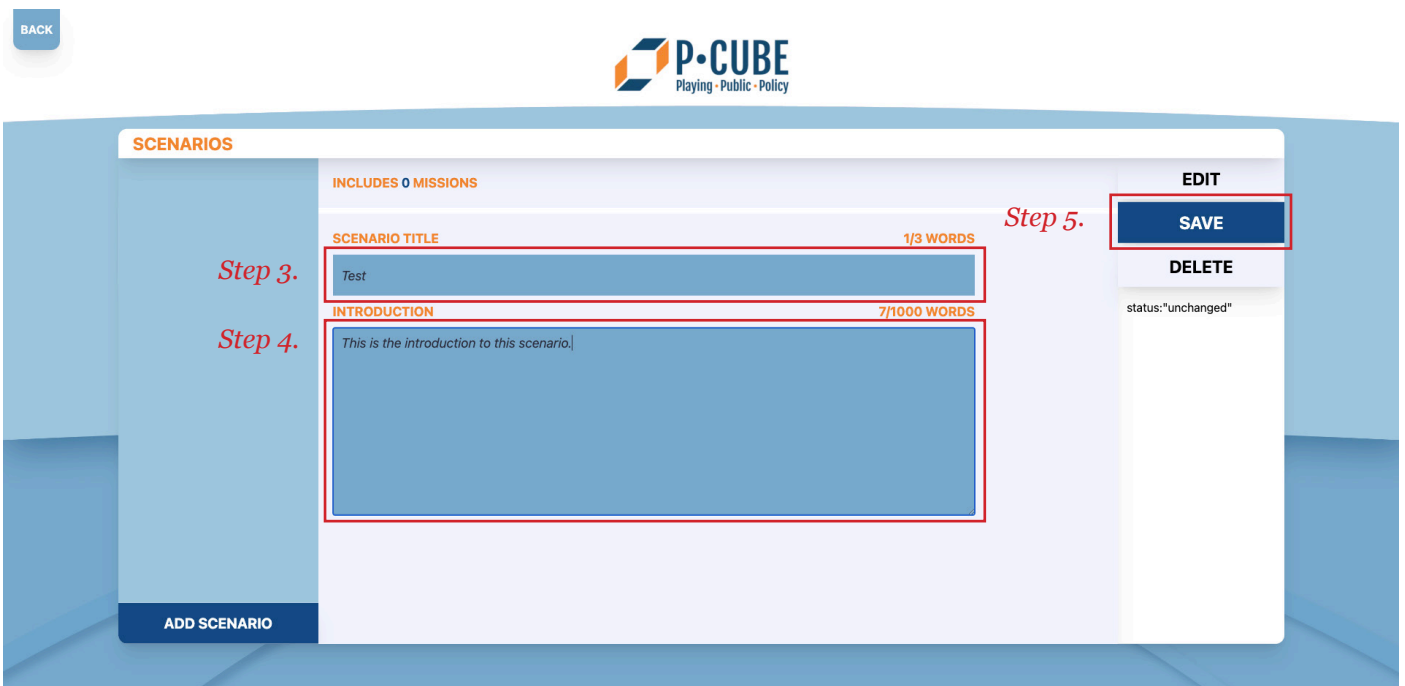 BACK
P•CUBE
Playing • Public • Policy
SCENARIOS
INCLUDES 0 MISSIONS
EDIT
Step 5.
SAVE
SCENARIO TITLE 1/3 WORDS
Step 3.
Test
DELETE
INTRODUCTION 7/1000 WORDS
status:"unchanged"
Step 4.
This is the introduction to this scenario.
ADD SCENARIO